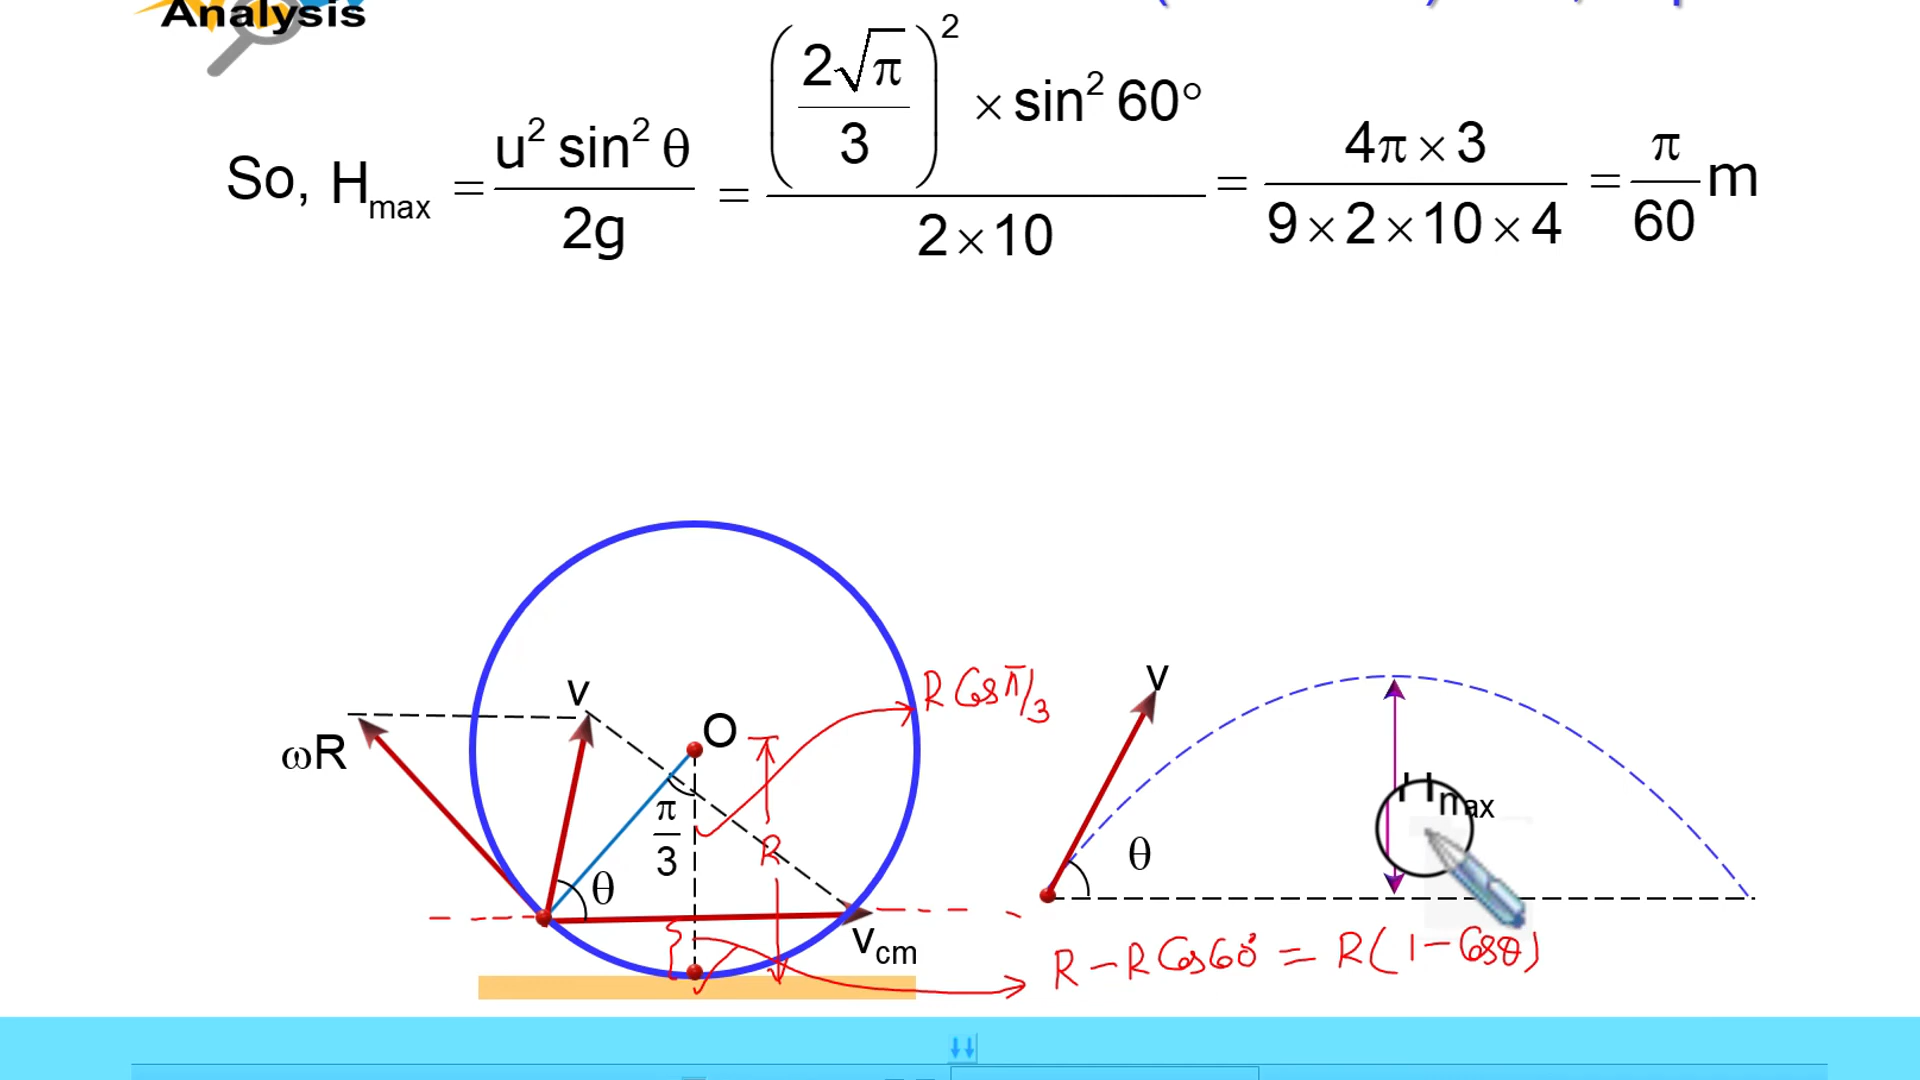 Analysis
So, H_max = u² sin² θ / 2g = (2√π / 3)² × sin² 60° / 2×10 = 4π × 3 / 9 × 2 × 10 × 4 = π / 60 m
v
ωR
O
R Cos π/3
π/3
θ
R
v_cm
v
θ
H_max
R – R Cos 60° = R(1 – Cosθ)